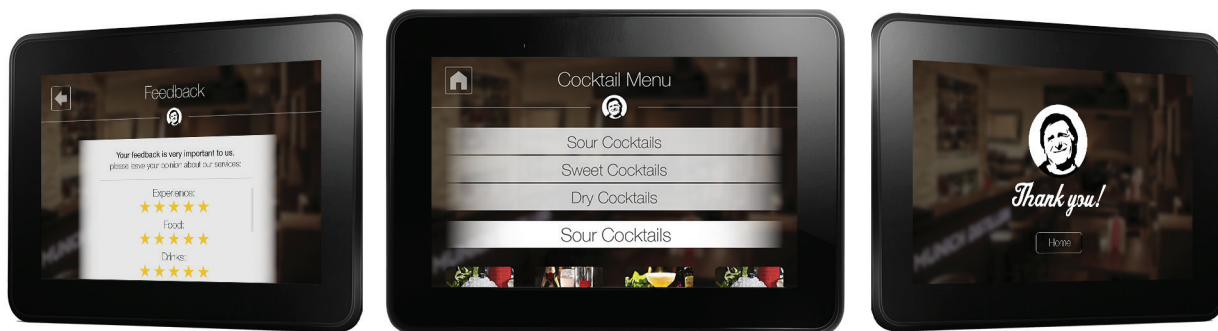 Feedback
Your feedback is very important to us,
please leave your opinion about our services:
Experience:
Food:
Drinks:
Cocktail Menu
Sour Cocktails
Sweet Cocktails
Dry Cocktails
Sour Cocktails
Thank you!
Home